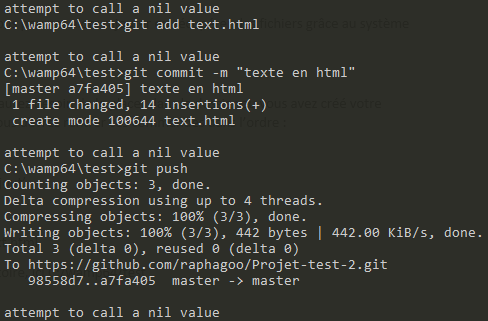 attempt to call a nil value
C:\wamp64\test>git add text.html
attempt to call a nil value
C:\wamp64\test>git commit -m "texte en html"
[master a7fa405] texte en html
 1 file changed, 14 insertions(+)
 create mode 100644 text.html
attempt to call a nil value
C:\wamp64\test>git push
Counting objects: 3, done.
Delta compression using up to 4 threads.
Compressing objects: 100% (3/3), done.
Writing objects: 100% (3/3), 442 bytes | 442.00 KiB/s, done.
Total 3 (delta 0), reused 0 (delta 0)
To https://github.com/raphagoo/Projet-test-2.git
   98558d7..a7fa405  master -> master
attempt to call a nil value